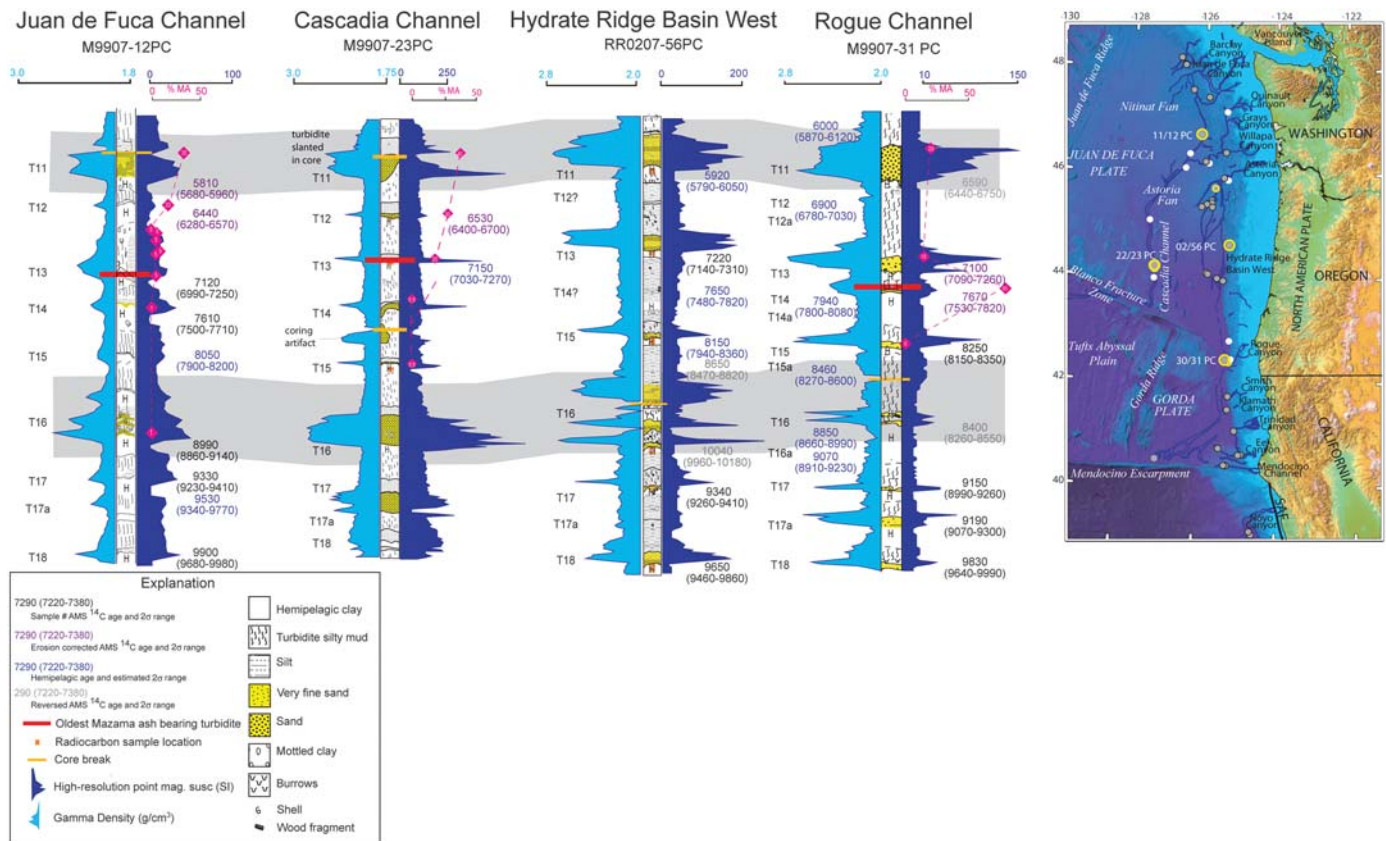 Juan de Fuca Channel
M9907-12PC
3.0
1.8
0
100
% MA
50
T11
T12
T13
T14
T15
T16
T17
T17a
T18
5810
(5680-5960)
6440
(6280-6570)
7120
(6990-7250)
7610
(7500-7710)
8050
(7900-8200)
8990
(8860-9140)
9330
(9230-9410)
9530
(9340-9770)
9900
(9680-9980)
H
H
H
H
H
H
H
Cascadia Channel
M9907-23PC
3.0
1.75
0
250
0
% MA
50
turbidite
slanted
in core
T11
T12
T13
T14
coring
artifact
T15
T16
T17
T17a
T18
6530
(6400-6700)
7150
(7030-7270)
Hydrate Ridge Basin West
RR0207-56PC
2.8
2.0
0
200
T11
T12?
T13
T14?
T15
T16
T17
T17a
T18
5920
(5790-6050)
7220
(7140-7310)
7650
(7480-7820)
8150
(7940-8360)
8650
(8470-8820)
10040
(9960-10180)
9340
(9260-9410)
9650
(9460-9860)
Rogue Channel
M9907-31 PC
2.8
2.0
10
150
0
% MA
50
6000
(5870-6120)
T11
T12
6900
(6780-7030)
T12a
T13
T14
7940
(7800-8080)
T14a
T15
T15a
8460
(8270-8600)
T16
8850
(8660-8990)
T16a
9070
(8910-9230)
T17
T17a
T18
6590
(6440-6750)
7100
(7090-7260)
7670
(7530-7820)
8250
(8150-8350)
8400
(8260-8550)
9150
(8990-9260)
9190
(9070-9300)
9830
(9640-9990)
-130
-128
-126
-124
-122
48
46
44
42
40
Vancouver
Island
Barclay
Canyon
Juan de Fuca
Canyon
Juan de Fuca Ridge
Nitinat Fan
Quinault
Canyon
Grays
Canyon
Willapa
Canyon
WASHINGTON
11/12 PC
JUAN DE FUCA
PLATE
Astoria
Canyon
Astoria
Fan
02/56 PC
22/23 PC
Hydrate Ridge
Basin West
NORTH AMERICAN PLATE
OREGON
Blanco Fracture
Zone
Cascadia Channel
Tufts Abyssal
Plain
30/31 PC
Rogue
Canyon
Gorda Ridge
GORDA
PLATE
Smith
Canyon
Klamath
Canyon
Trinidad
Canyon
Eel
Canyon
Mendocino
Channel
Mendocino Escarpment
CALIFORNIA
SAF
Noyo
Canyon
Explanation
7290 (7220-7380)
Sample # AMS 14C age and 2σ range
7290 (7220-7380)
Erosion corrected AMS 14C age and 2σ range
7290 (7220-7380)
Hemipelagic age and estimated 2σ range
290 (7220-7380)
Reversed AMS 14C age and 2σ range
Oldest Mazama ash bearing turbidite
Radiocarbon sample location
Core break
High-resolution point mag. susc (SI)
Gamma Density (g/cm3)
Hemipelagic clay
Turbidite silty mud
Silt
Very fine sand
Sand
Mottled clay
Burrows
Shell
Wood fragment